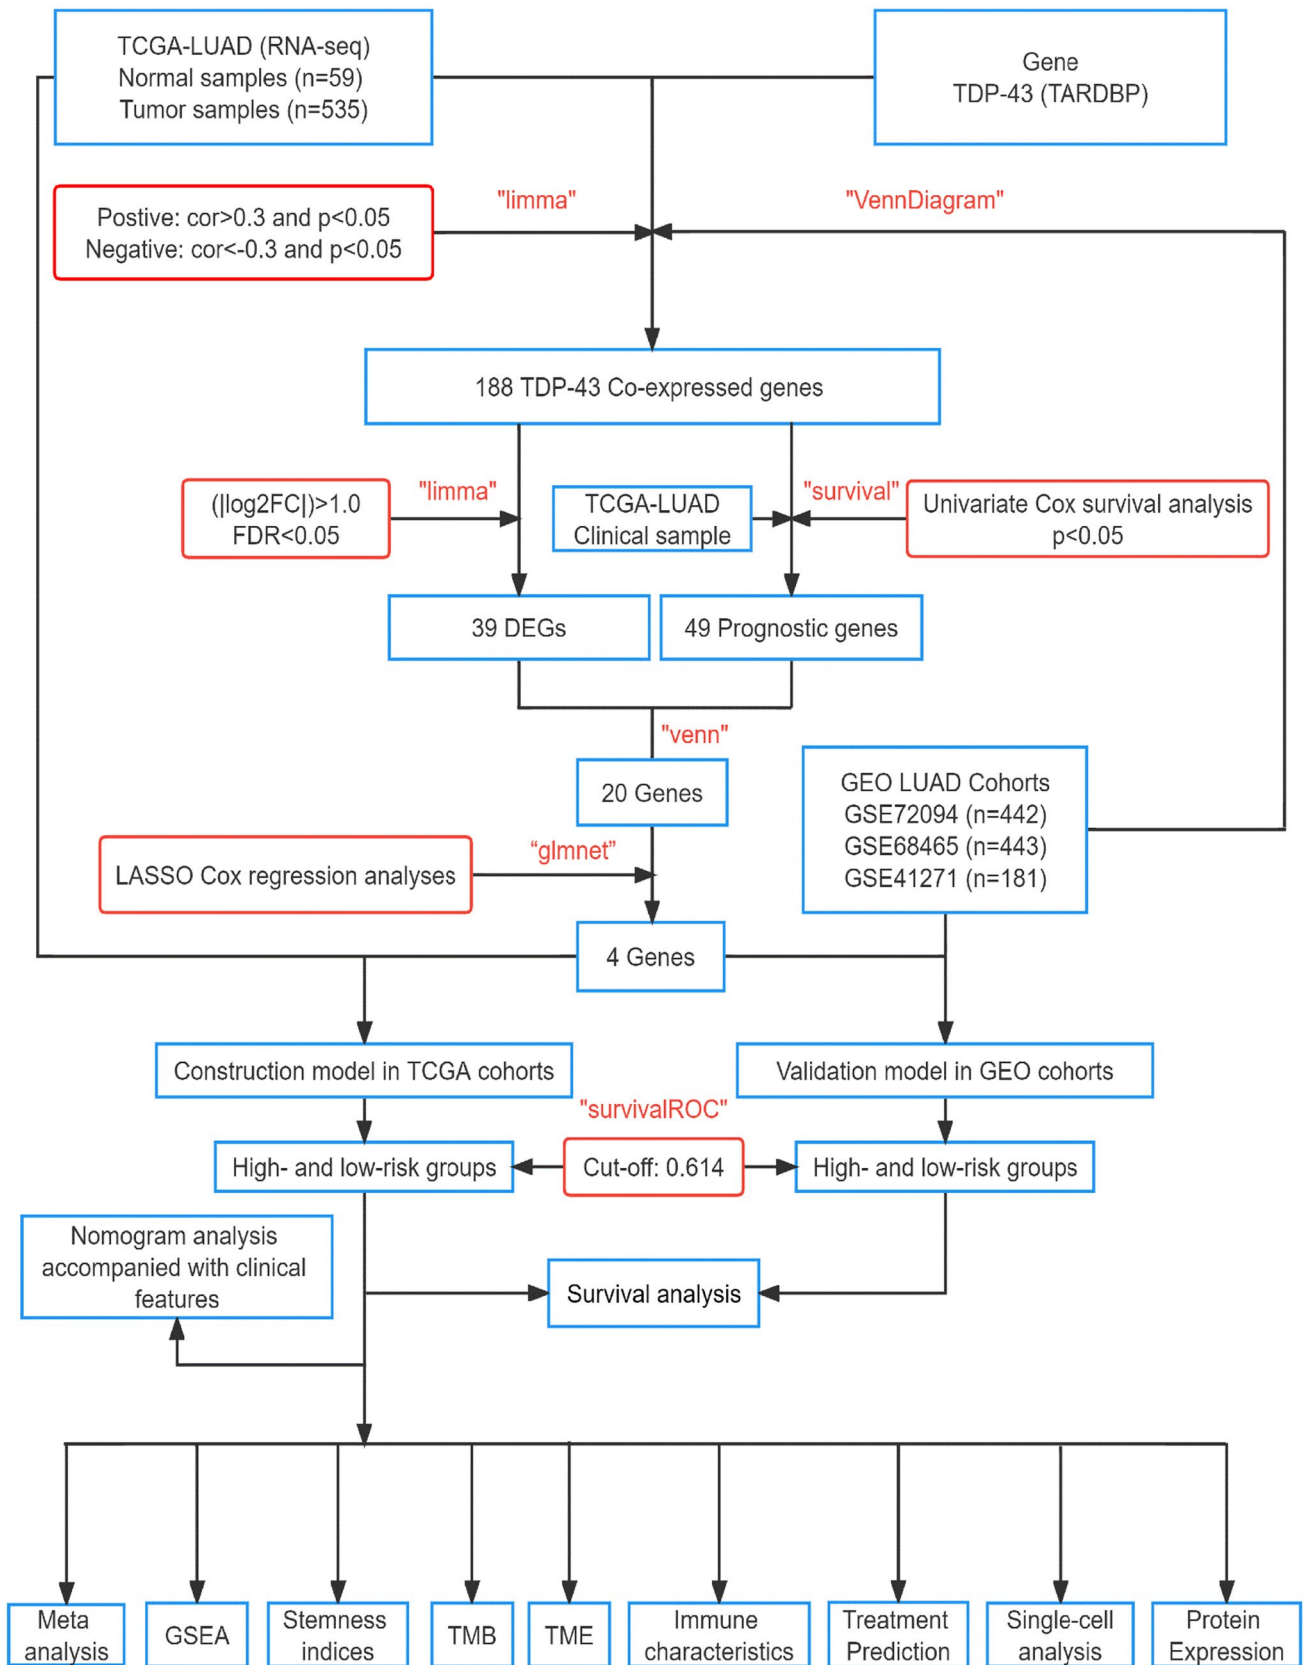 TCGA-LUAD (RNA-seq)
Normal samples (n=59)
Tumor samples (n=535)
Gene
TDP-43 (TARDBP)
Postive: cor>0.3 and p<0.05
Negative: cor<-0.3 and p<0.05
"limma"
"VennDiagram"
188 TDP-43 Co-expressed genes
(|log2FC|)>1.0
FDR<0.05
"limma"
TCGA-LUAD
Clinical sample
"survival"
Univariate Cox survival analysis
p<0.05
39 DEGs
49 Prognostic genes
"venn"
20 Genes
GEO LUAD Cohorts
GSE72094 (n=442)
GSE68465 (n=443)
GSE41271 (n=181)
LASSO Cox regression analyses
“glmnet”
4 Genes
Construction model in TCGA cohorts
Validation model in GEO cohorts
"survivalROC"
High- and low-risk groups
Cut-off: 0.614
High- and low-risk groups
Nomogram analysis
accompanied with clinical
features
Survival analysis
Meta
analysis
GSEA
Stemness
indices
TMB
TME
Immune
characteristics
Treatment
Prediction
Single-cell
analysis
Protein
Expression